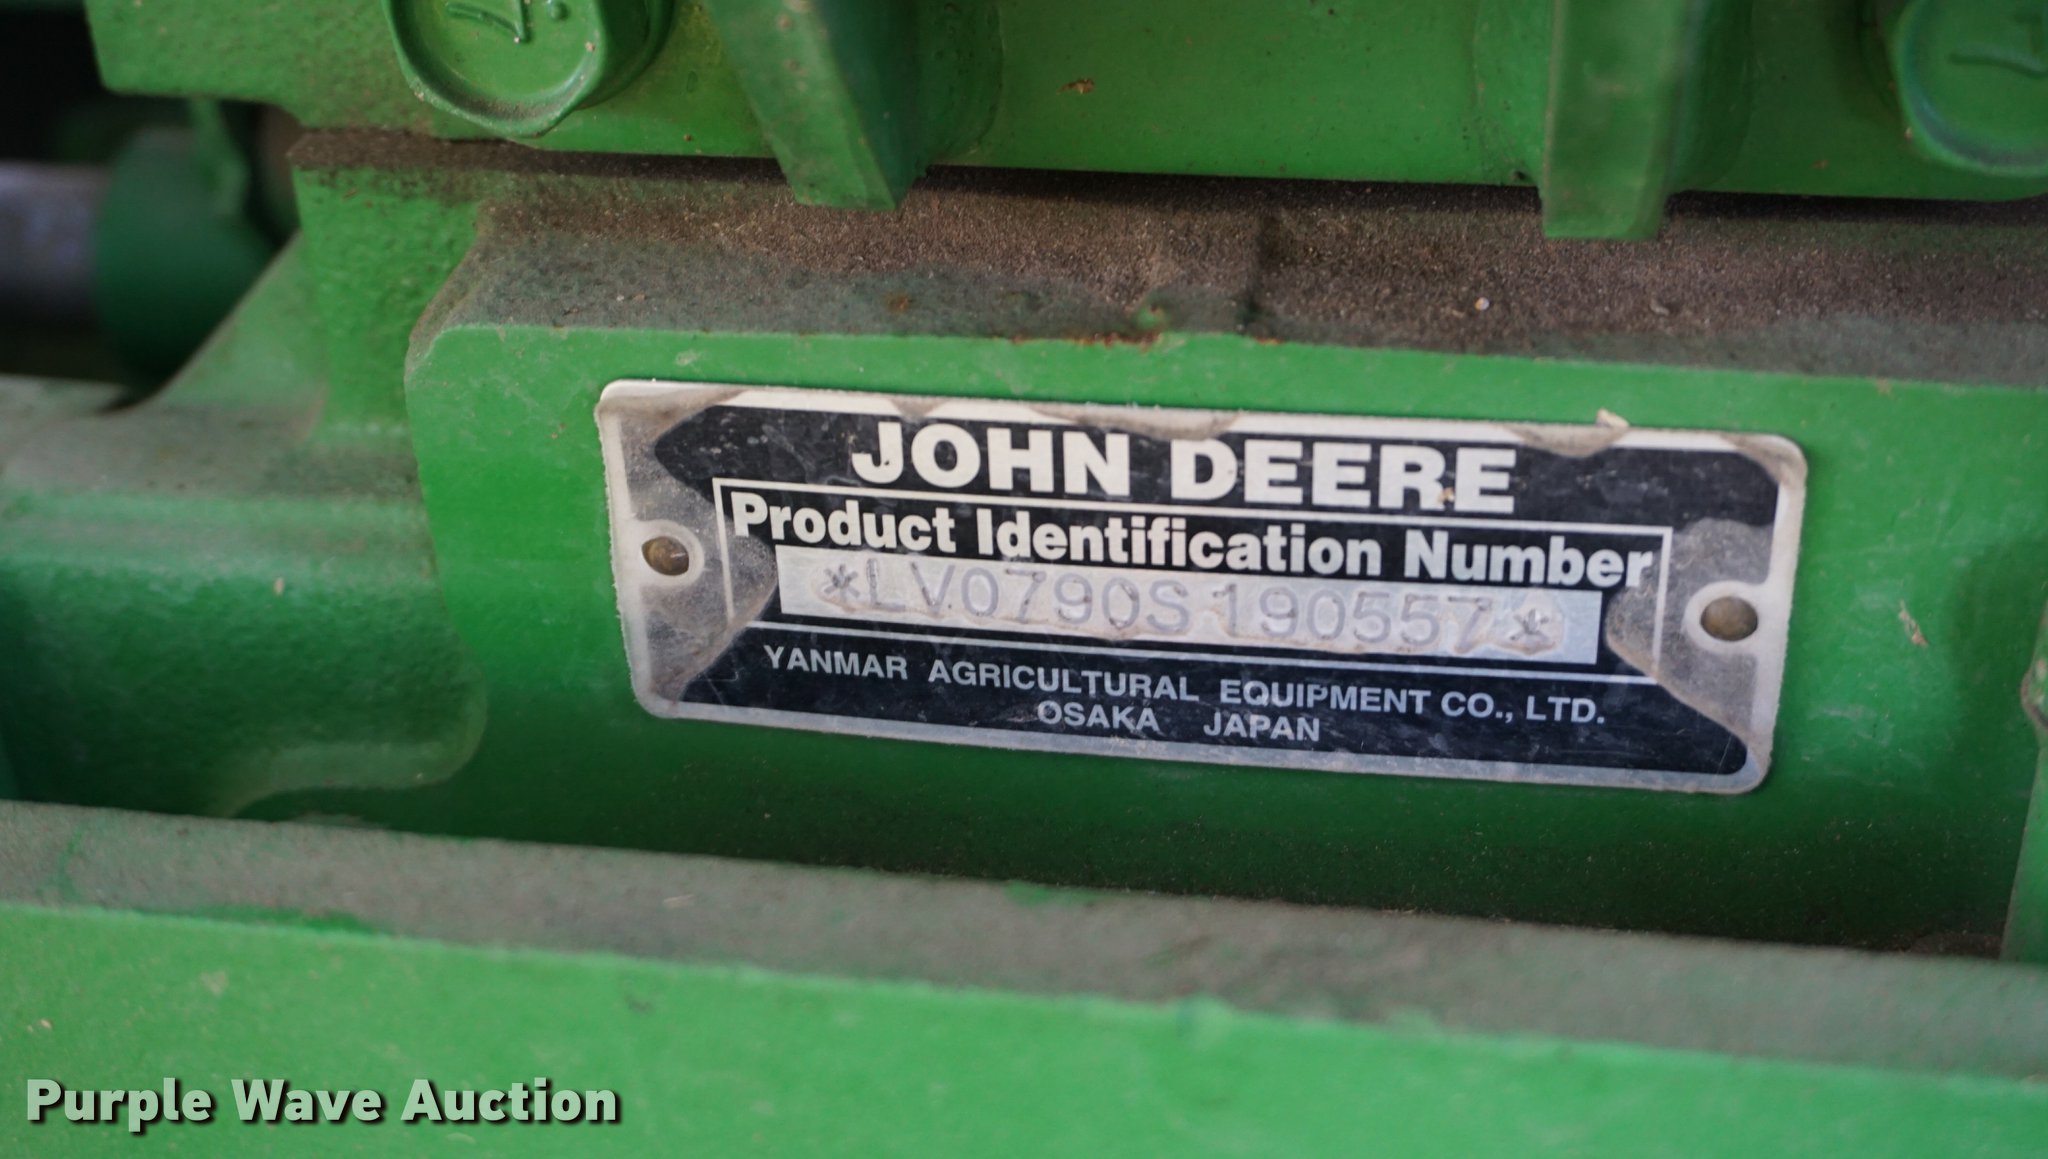 JOHN DEERE
Product Identification Number
*LV0790S190557*
YANMAR AGRICULTURAL EQUIPMENT CO., LTD.
OSAKA JAPAN
Purple Wave Auction